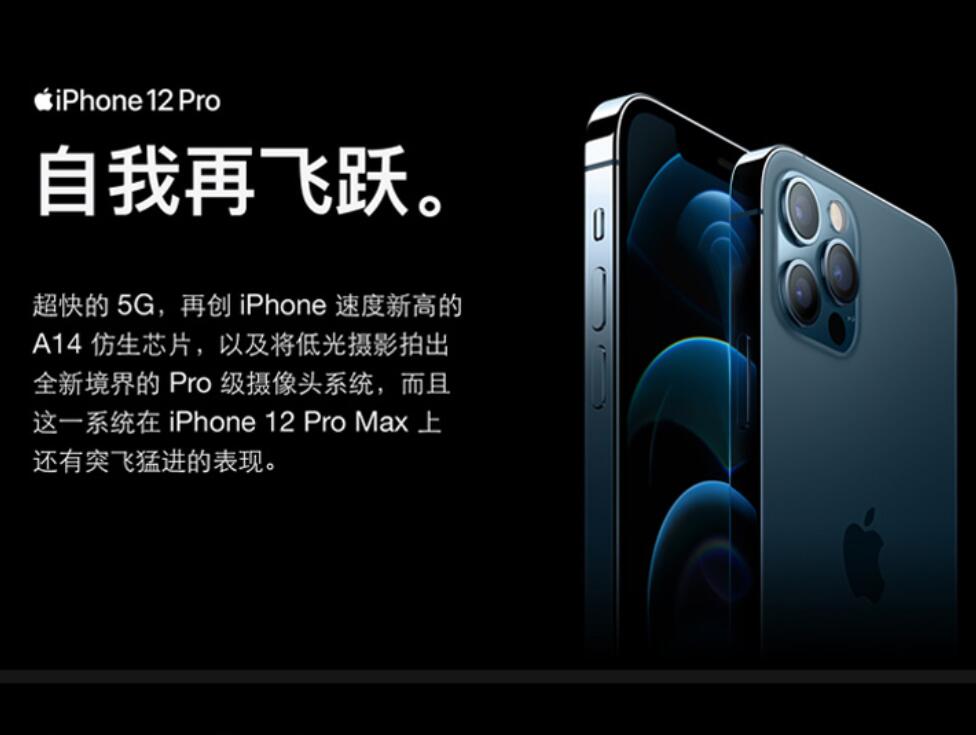 iPhone 12 Pro
自我再飞跃。
超快的 5G，再创 iPhone 速度新高的
A14 仿生芯片，以及将低光摄影拍出
全新境界的 Pro 级摄像头系统，而且
这一系统在 iPhone 12 Pro Max 上
还有突飞猛进的表现。